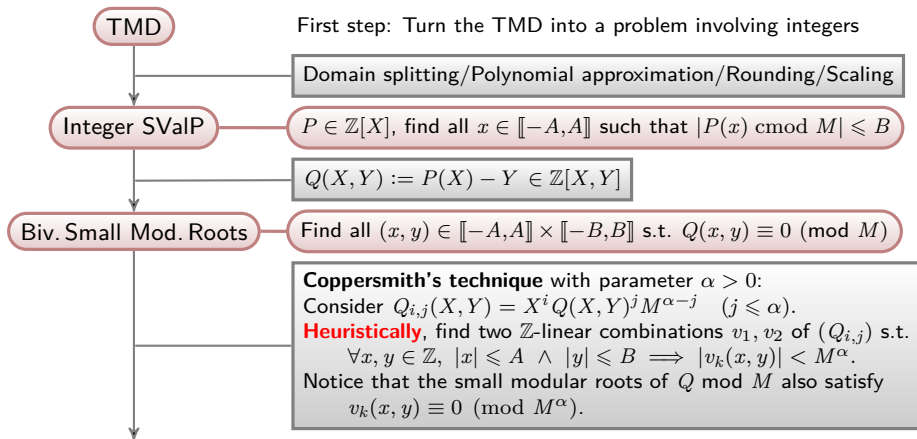 TMD
First step: Turn the TMD into a problem involving integers
Domain splitting/Polynomial approximation/Rounding/Scaling
Integer SValP
P ∈ ℤ[X], find all x ∈ ⟦−A,A⟧ such that |P(x) cmod M| ⩽ B
Q(X, Y) := P(X) − Y ∈ ℤ[X, Y]
Biv. Small Mod. Roots
Find all (x, y) ∈ ⟦−A,A⟧ × ⟦−B,B⟧ s.t. Q(x, y) ≡ 0 (mod M)
Coppersmith's technique with parameter α > 0:
Consider Q_{i,j}(X, Y) = X^i Q(X, Y)^j M^{α−j} (j ⩽ α).
Heuristically, find two ℤ-linear combinations v₁, v₂ of (Q_{i,j}) s.t.
∀x, y ∈ ℤ, |x| ⩽ A ∧ |y| ⩽ B ⟹ |v_k(x, y)| < M^α.
Notice that the small modular roots of Q mod M also satisfy
v_k(x, y) ≡ 0 (mod M^α).